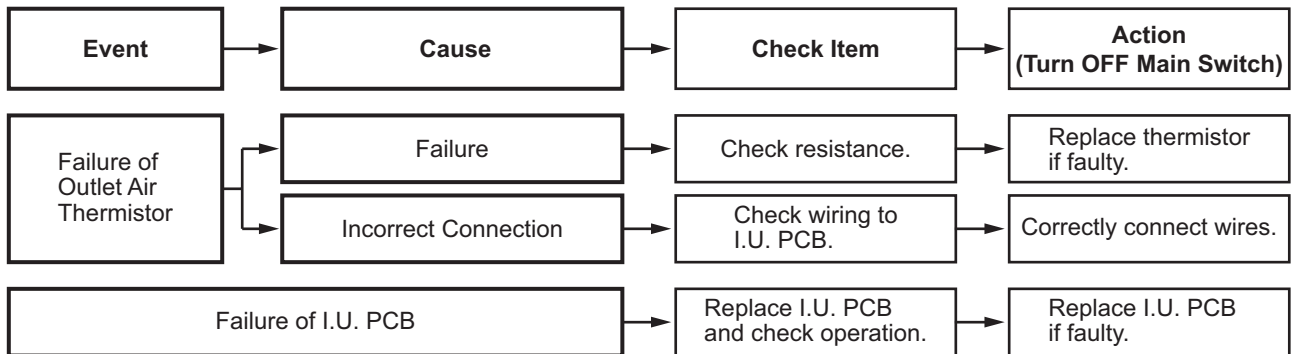 Event
Cause
Check Item
Action
(Turn OFF Main Switch)
Failure of
Outlet Air
Thermistor
Failure
Check resistance.
Replace thermistor
if faulty.
Incorrect Connection
Check wiring to
I.U. PCB.
Correctly connect wires.
Failure of I.U. PCB
Replace I.U. PCB
and check operation.
Replace I.U. PCB
if faulty.